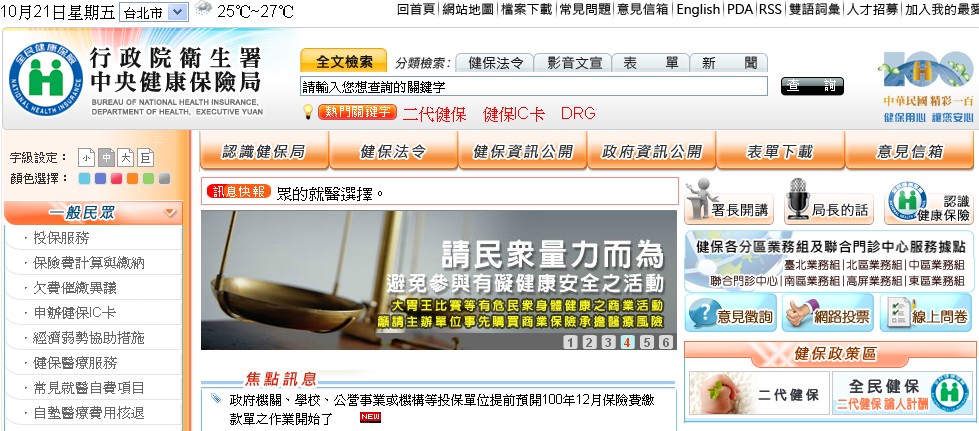 10月21日星期五 台北市 25℃~27℃
回首頁 | 網站地圖 | 檔案下載 | 常見問題 | 意見信箱 | English | PDA | RSS | 雙語詞彙 | 人才招募 | 加入我的最愛
全民健康保險
NATIONAL HEALTH INSURANCE
行政院衛生署
中央健康保險局
BUREAU OF NATIONAL HEALTH INSURANCE,
DEPARTMENT OF HEALTH, EXECUTIVE YUAN
全文檢索 分類檢索： 健保法令 影音文宣 表單 新聞
請輸入您想查詢的關鍵字 查詢
熱門關鍵字 二代健保 健保IC卡 DRG
100
中華民國 精彩一百
健保用心 讓您安心
字級設定： 小 中 大 巨
顏色選擇：
認識健保局 健保法令 健保資訊公開 政府資訊公開 表單下載 意見信箱
一般民眾
．投保服務
．保險費計算與繳納
．欠費催繳異議
．申辦健保IC卡
．經濟弱勢協助措施
．健保醫療服務
．常見就醫自費項目
．自墊醫療費用核退
訊息快報 眾的就醫選擇。
請民眾量力而為
避免參與有礙健康安全之活動
大胃王比賽等有危民眾身體健康之商業活動
籲請主辦單位事先購買商業保險承擔醫療風險
1 2 3 4 5 6
焦點訊息
政府機關、學校、公營事業或機構等投保單位提前預開100年12月保險費繳
款單之作業開始了 NEW
署長開講 局長的話 認識
健康保險
健保各分區業務組及聯合門診中心服務據點
臺北業務組 | 北區業務組 | 中區業務組
聯合門診中心 | 南區業務組 | 高屏業務組 | 東區業務組
意見徵詢 網路投票 線上問卷
健保政策區
二代健保 全民健保
二代健保 論人計酬